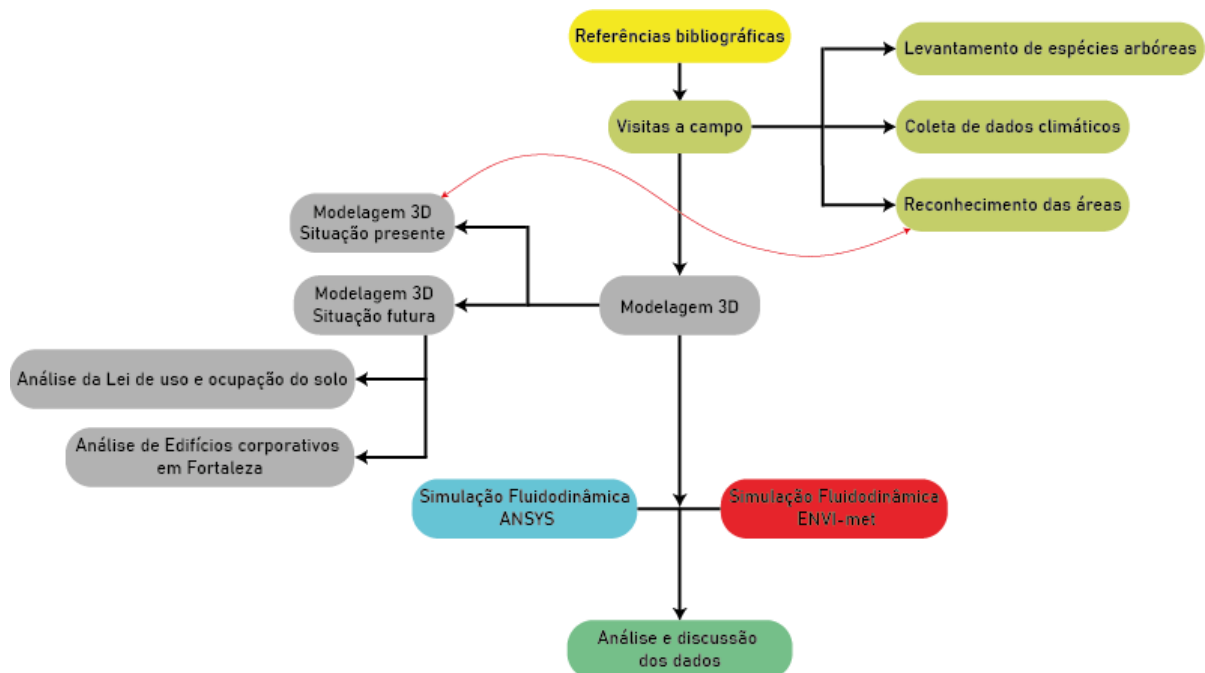 Referências bibliográficas
Levantamento de espécies arbóreas
Visitas a campo
Coleta de dados climáticos
Reconhecimento das áreas
Modelagem 3D
Situação presente
Modelagem 3D
Situação futura
Modelagem 3D
Análise da Lei de uso e ocupação do solo
Análise de Edifícios corporativos
em Fortaleza
Simulação Fluidodinâmica
ANSYS
Simulação Fluidodinâmica
ENVI-met
Análise e discussão
dos dados